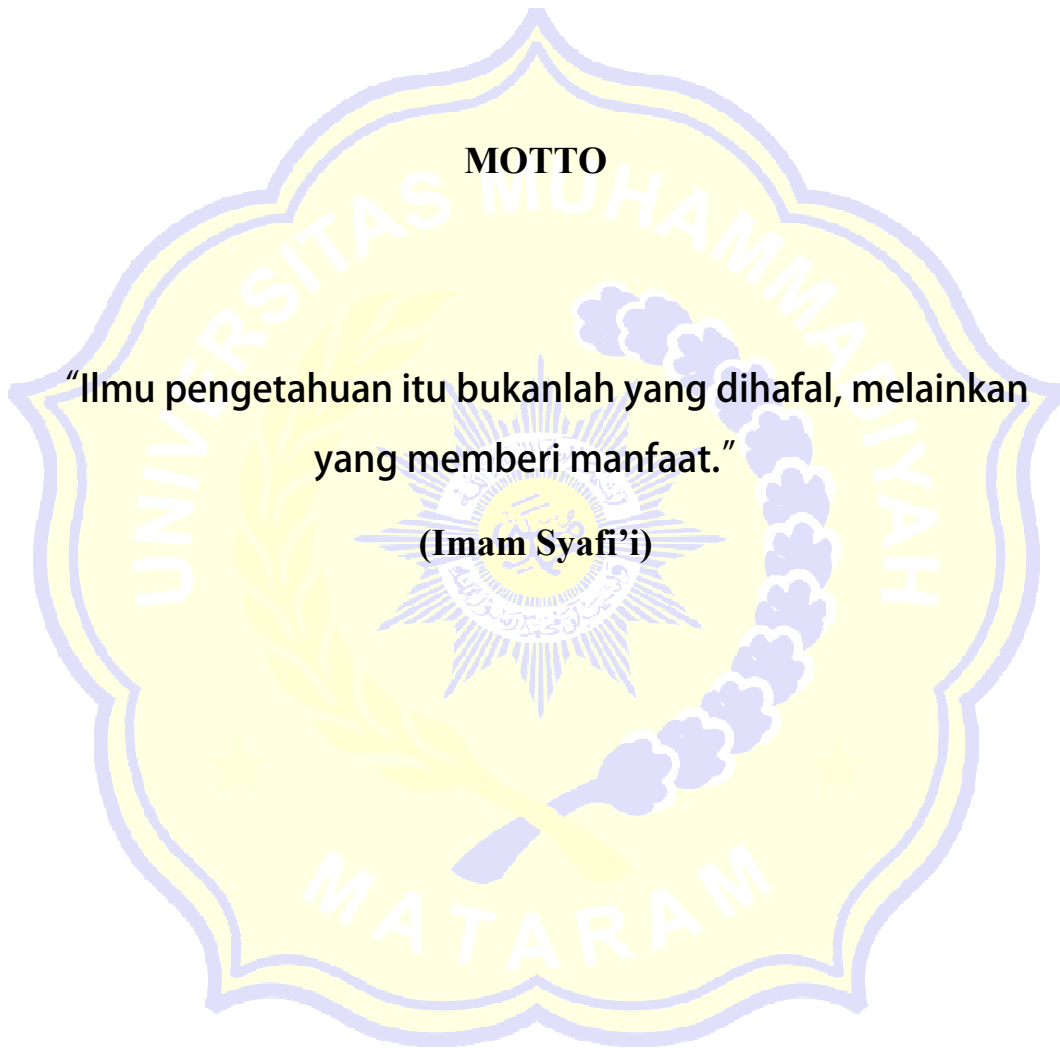 MOTTO
UNIVERSITAS MUHAMMADIYAH
“Ilmu pengetahuan itu bukanlah yang dihafal, melainkan
yang memberi manfaat.”
(Imam Syafi’i)
MATARAM